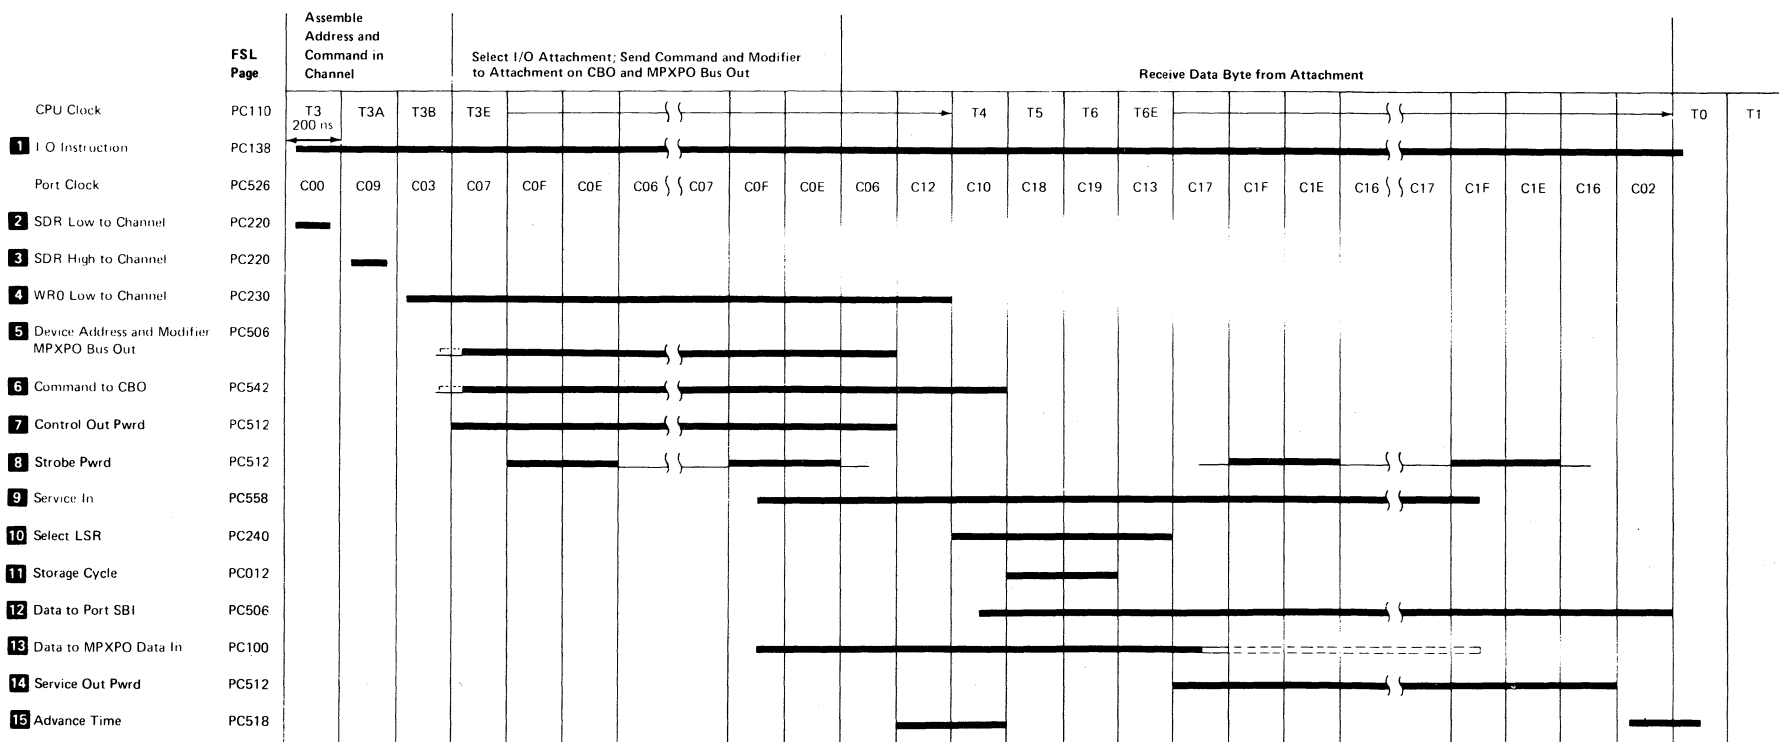 Assemble
Address and
Command in
Channel
FSL
Page
Select I/O Attachment; Send Command and Modifier
to Attachment on CBO and MPXPO Bus Out
Receive Data Byte from Attachment
CPU Clock PC110 T3 T3A T3B T3E T4 T5 T6 T6E T0 T1
200 ns
1 I O Instruction PC138
Port Clock PC526 C00 C09 C03 C07 C0F C0E C06 C07 C0F C0E C06 C12 C10 C18 C19 C13 C17 C1F C1E C16 C17 C1F C1E C16 C02
2 SDR Low to Channel PC220
3 SDR High to Channel PC220
4 WR0 Low to Channel PC230
5 Device Address and Modifier PC506
MPXPO Bus Out
6 Command to CBO PC542
7 Control Out Pwrd PC512
8 Strobe Pwrd PC512
9 Service In PC558
10 Select LSR PC240
11 Storage Cycle PC012
12 Data to Port SBI PC506
13 Data to MPXPO Data In PC100
14 Service Out Pwrd PC512
15 Advance Time PC518